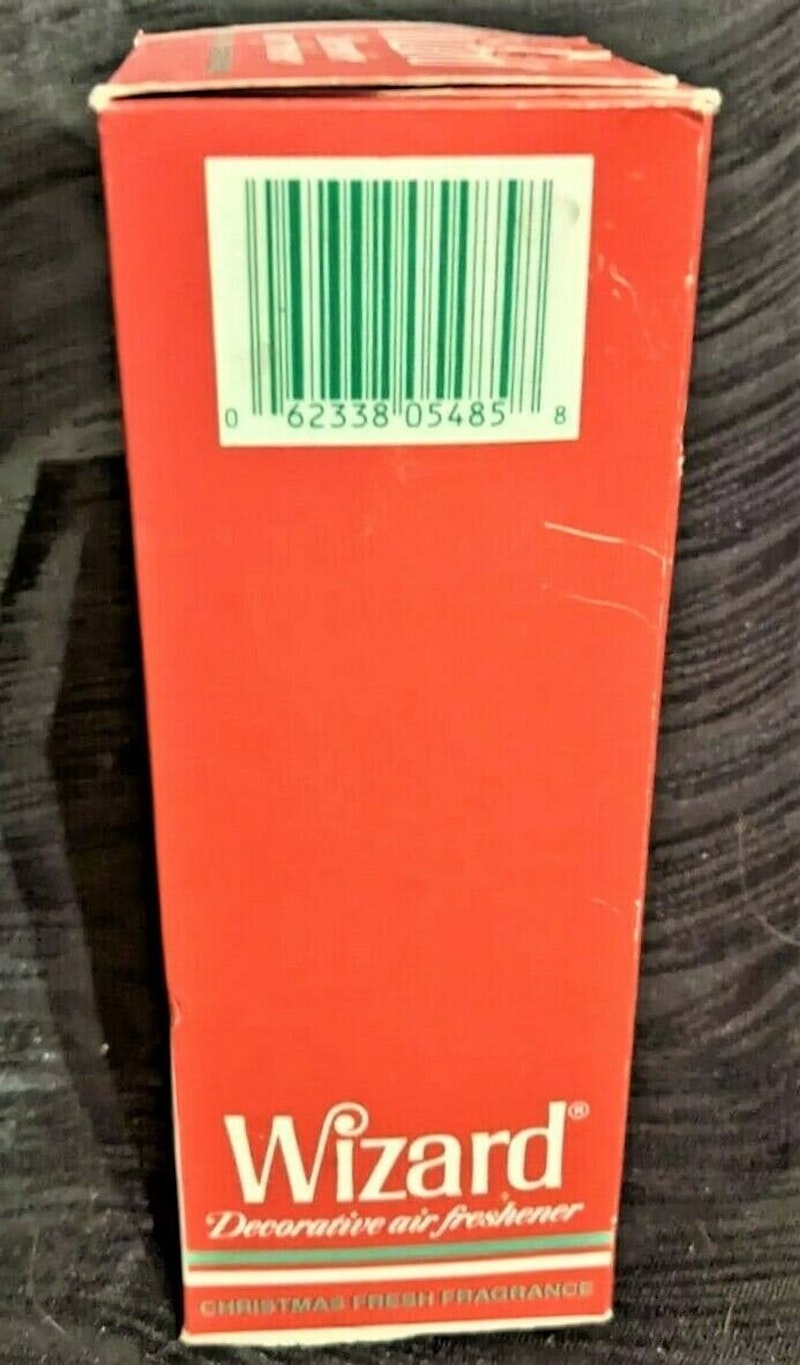 0 62338 05485 8
Wizard®
Decorative air freshener
CHRISTMAS FRESH FRAGRANCE